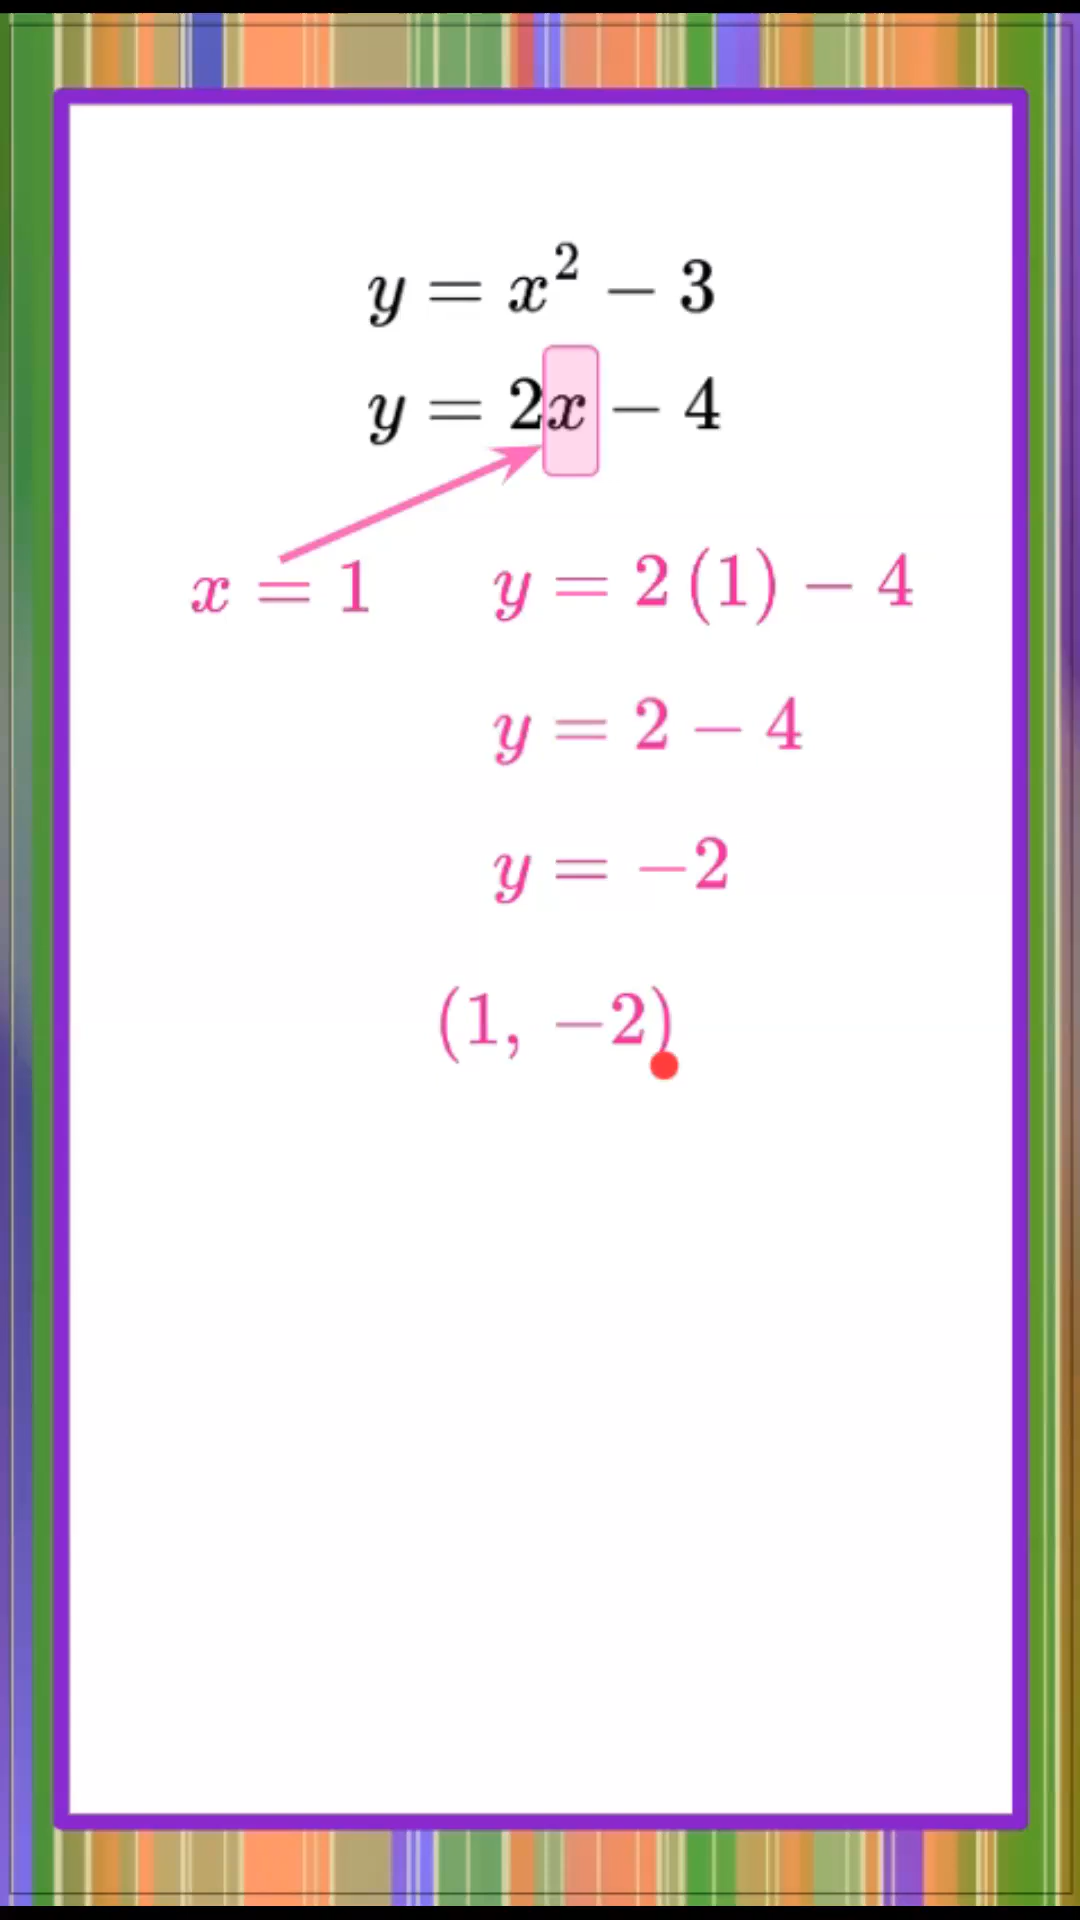 y = x² − 3
y = 2x − 4
x = 1 y = 2 (1) − 4
y = 2 − 4
y = −2
(1, −2)